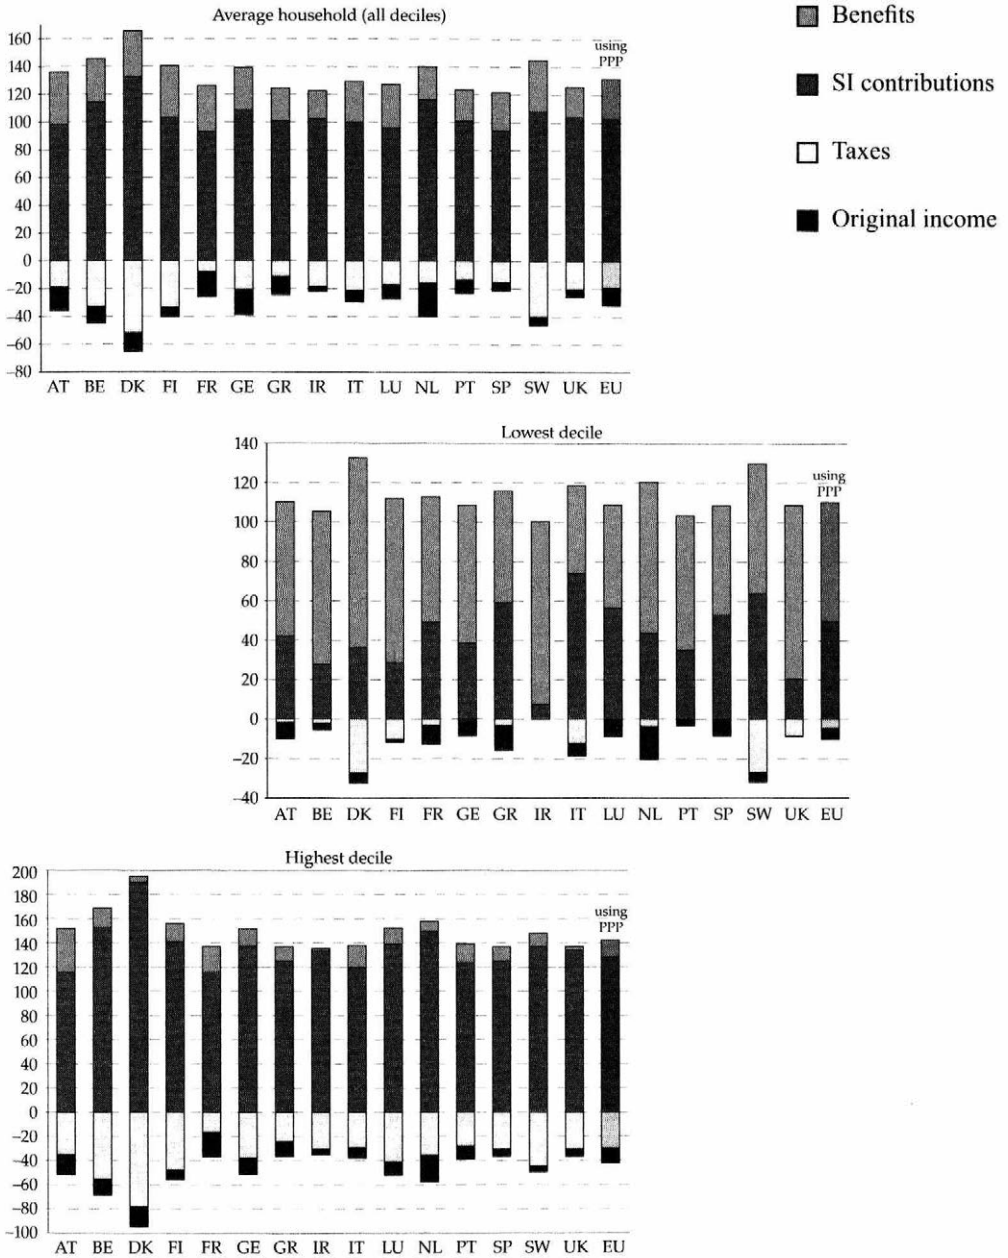 Average household (all deciles)
160
140
120
100
80
60
40
20
0
−20
−40
−60
−80
using
PPP
AT BE DK FI FR GE GR IR IT LU NL PT SP SW UK EU
Benefits
SI contributions
Taxes
Original income
Lowest decile
140
120
100
80
60
40
20
0
−20
−40
using
PPP
AT BE DK FI FR GE GR IR IT LU NL PT SP SW UK EU
Highest decile
200
180
160
140
120
100
80
60
40
20
0
−20
−40
−60
−80
−100
using
PPP
AT BE DK FI FR GE GR IR IT LU NL PT SP SW UK EU